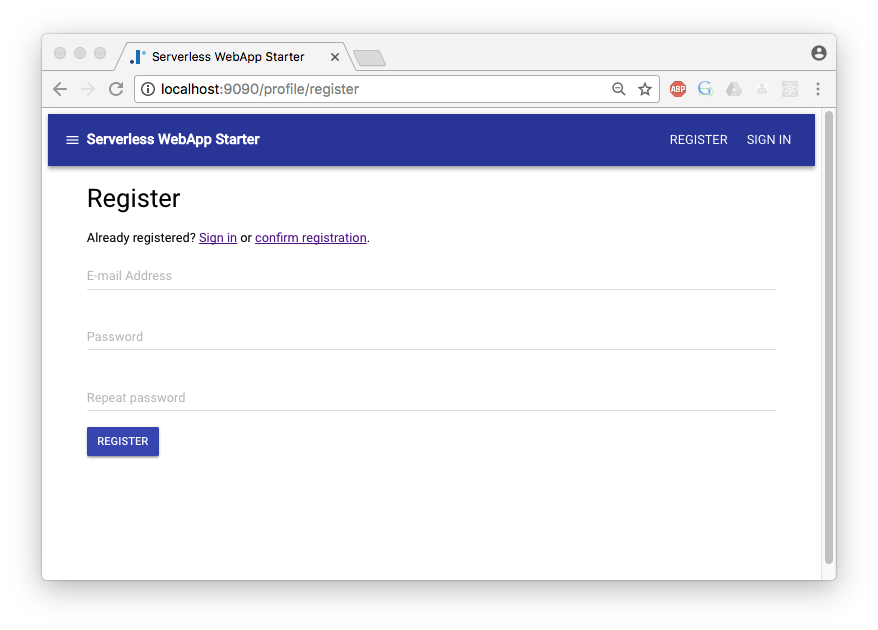 Serverless WebApp Starter
localhost:9090/profile/register
ABP
Serverless WebApp Starter REGISTER SIGN IN
Register
Already registered? Sign in or confirm registration.
E-mail Address
Password
Repeat password
REGISTER